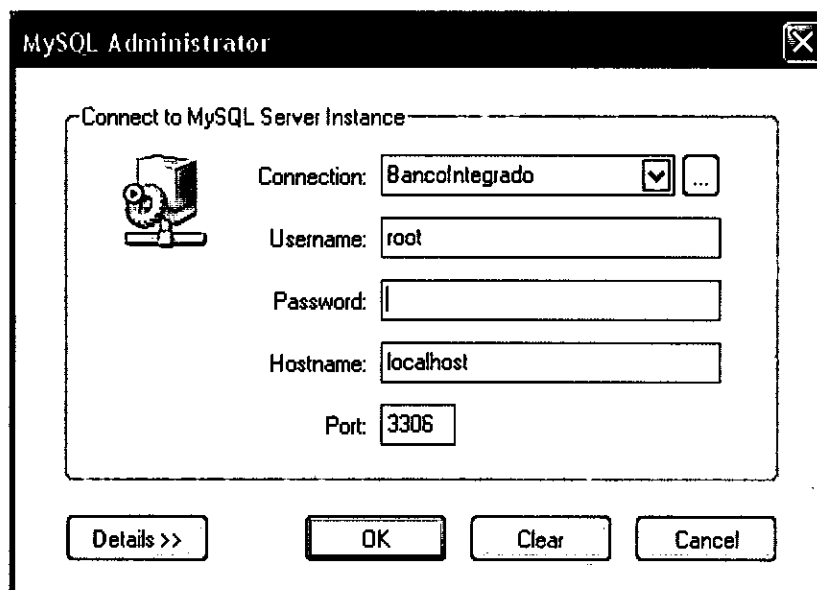 MySQL Administrator
Connect to MySQL Server Instance
Connection: BancoIntegrado ...
Username: root
Password:
Hostname: localhost
Port: 3306
Details >> OK Clear Cancel